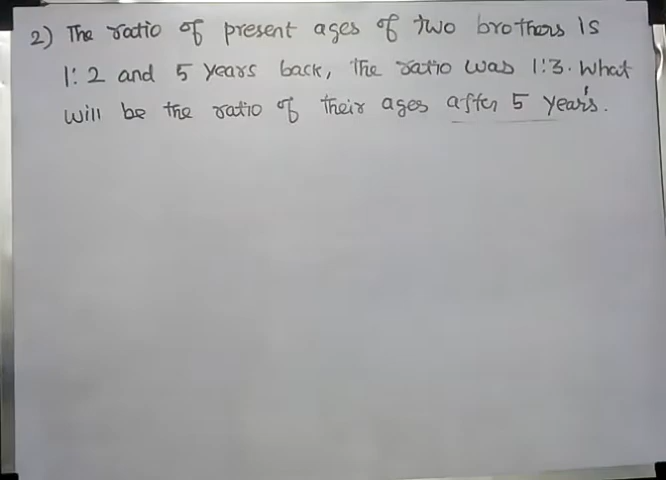 2) The ratio of present ages of two brothers is
1:2 and 5 years back, the ratio was 1:3. What
will be the ratio of their ages after 5 years.